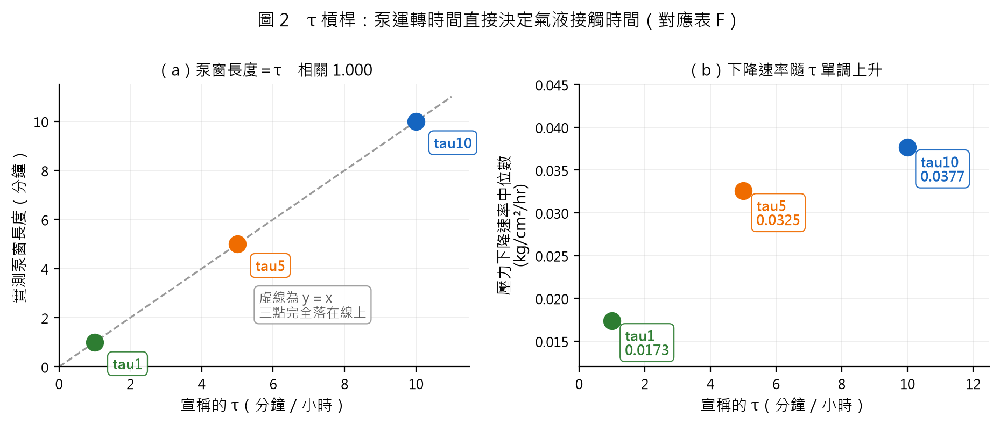 圖 2　τ 槓桿：泵運轉時間直接決定氣液接觸時間（對應表 F）
（a）泵窗長度=τ　相關 1.000
實測泵窗長度（分鐘）
10
8
6
4
2
0
tau10
tau5
虛線為 y = x
三點完全落在線上
tau1
0 2 4 6 8 10
宣稱的 τ（分鐘 / 小時）
（b）下降速率隨 τ 單調上升
壓力下降速率中位數
(kg/cm²/hr)
0.045
0.040
0.035
0.030
0.025
0.020
0.015
tau10
0.0377
tau5
0.0325
tau1
0.0173
0 2 4 6 8 10 12
宣稱的 τ（分鐘 / 小時）